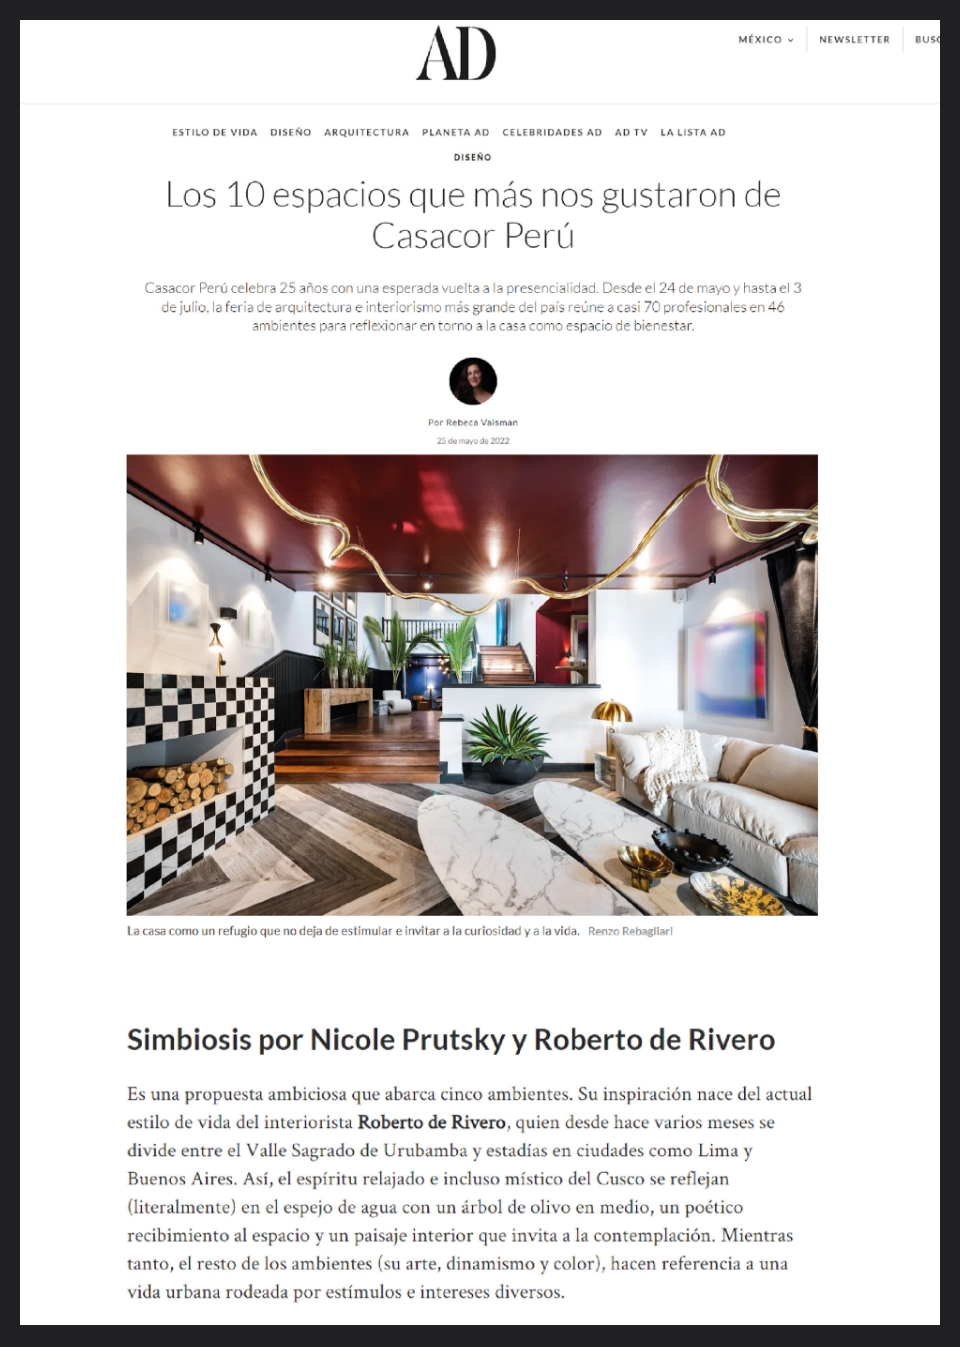 AD
MÉXICO
NEWSLETTER
BUSC
ESTILO DE VIDA DISEÑO ARQUITECTURA PLANETA AD CELEBRIDADES AD AD TV LA LISTA AD
DISEÑO
Los 10 espacios que más nos gustaron de
Casacor Perú
Casacor Perú celebra 25 años con una esperada vuelta a la presencialidad. Desde el 24 de mayo y hasta el 3
de julio, la feria de arquitectura e interiorismo más grande del país reúne a casi 70 profesionales en 46
ambientes para reflexionar en torno a la casa como espacio de bienestar.
Por Rebeca Vaisman
25 de mayo de 2022
La casa como un refugio que no deja de estimular e invitar a la curiosidad y a la vida. Renzo Rebagliari
Simbiosis por Nicole Prutsky y Roberto de Rivero
Es una propuesta ambiciosa que abarca cinco ambientes. Su inspiración nace del actual
estilo de vida del interiorista Roberto de Rivero, quien desde hace varios meses se
divide entre el Valle Sagrado de Urubamba y estadías en ciudades como Lima y
Buenos Aires. Así, el espíritu relajado e incluso místico del Cusco se reflejan
(literalmente) en el espejo de agua con un árbol de olivo en medio, un poético
recibimiento al espacio y un paisaje interior que invita a la contemplación. Mientras
tanto, el resto de los ambientes (su arte, dinamismo y color), hacen referencia a una
vida urbana rodeada por estímulos e intereses diversos.